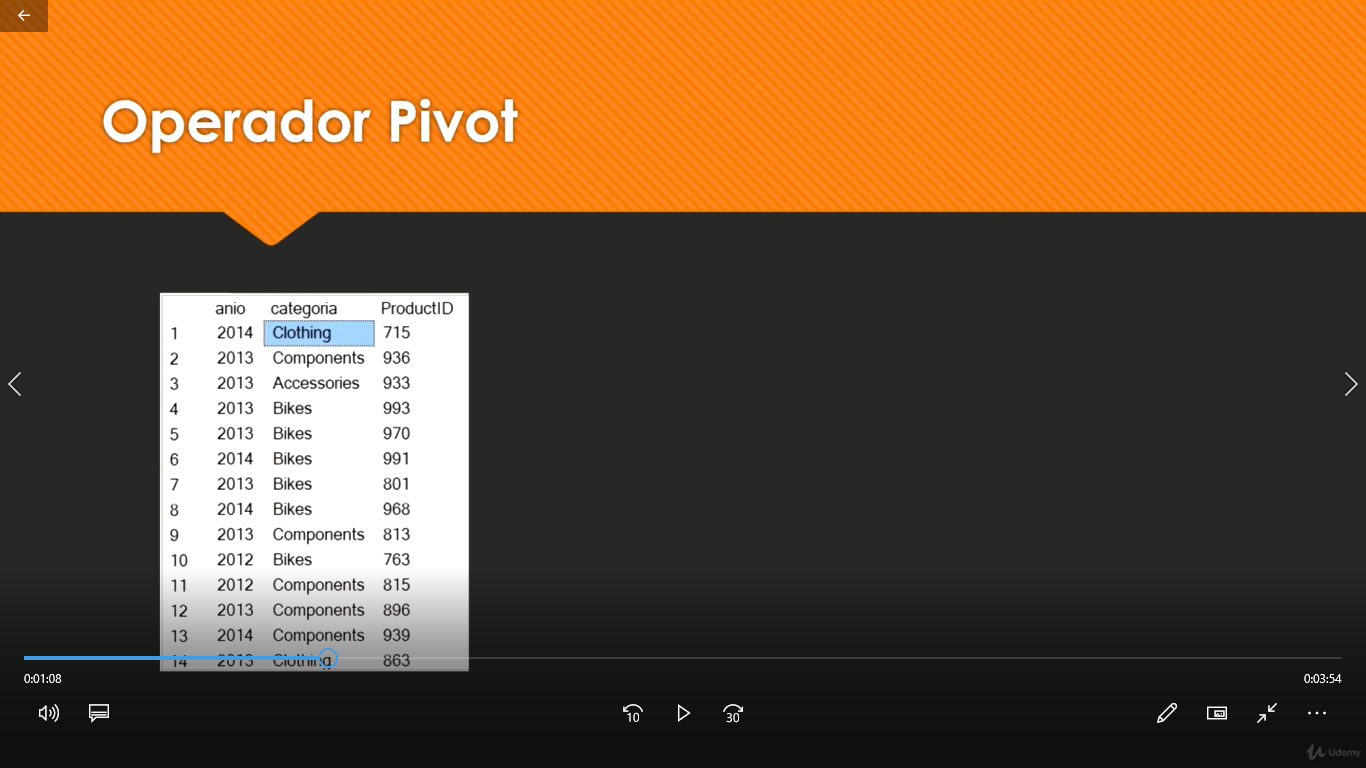 Operador Pivot
anio categoria ProductID
1 2014 Clothing 715
2 2013 Components 936
3 2013 Accessories 933
4 2013 Bikes 993
5 2013 Bikes 970
6 2014 Bikes 991
7 2013 Bikes 801
8 2014 Bikes 968
9 2013 Components 813
10 2012 Bikes 763
11 2012 Components 815
12 2013 Components 896
13 2014 Components 939
14 2013 Clothing 863
0:01:08 0:03:54
10 30
Udemy